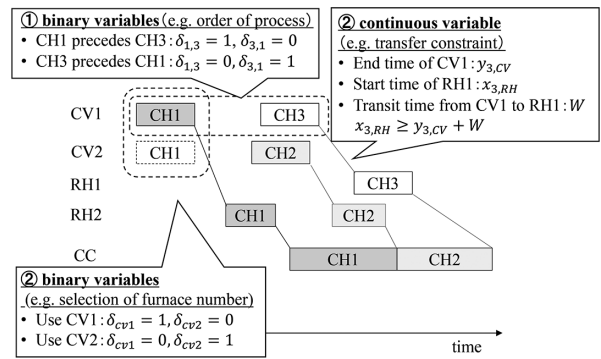 ① binary variables (e.g. order of process)
• CH1 precedes CH3 : δ1,3 = 1, δ3,1 = 0
• CH3 precedes CH1 : δ1,3 = 0, δ3,1 = 1
② continuous variable
(e.g. transfer constraint)
• End time of CV1 : y3,CV
• Start time of RH1 : x3,RH
• Transit time from CV1 to RH1 : W
x3,RH ≥ y3,CV + W
CV1
CH1
CH3
CV2
CH1
CH2
RH1
CH3
RH2
CH1
CH2
CC
CH1
CH2
② binary variables
(e.g. selection of furnace number)
• Use CV1 : δcv1 = 1, δcv2 = 0
• Use CV2 : δcv1 = 0, δcv2 = 1
time